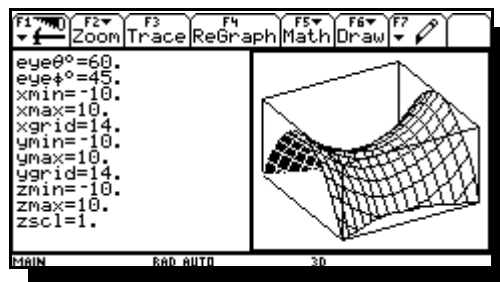 F1 F2 F3 F4 F5 F6 F7
Zoom Trace ReGraph Math Draw
eyeθ°=60.
eyeφ°=45.
xmin=⁻10.
xmax=10.
xgrid=14.
ymin=⁻10.
ymax=10.
ygrid=14.
zmin=⁻10.
zmax=10.
zscl=1.
MAIN RAD AUTO 3D